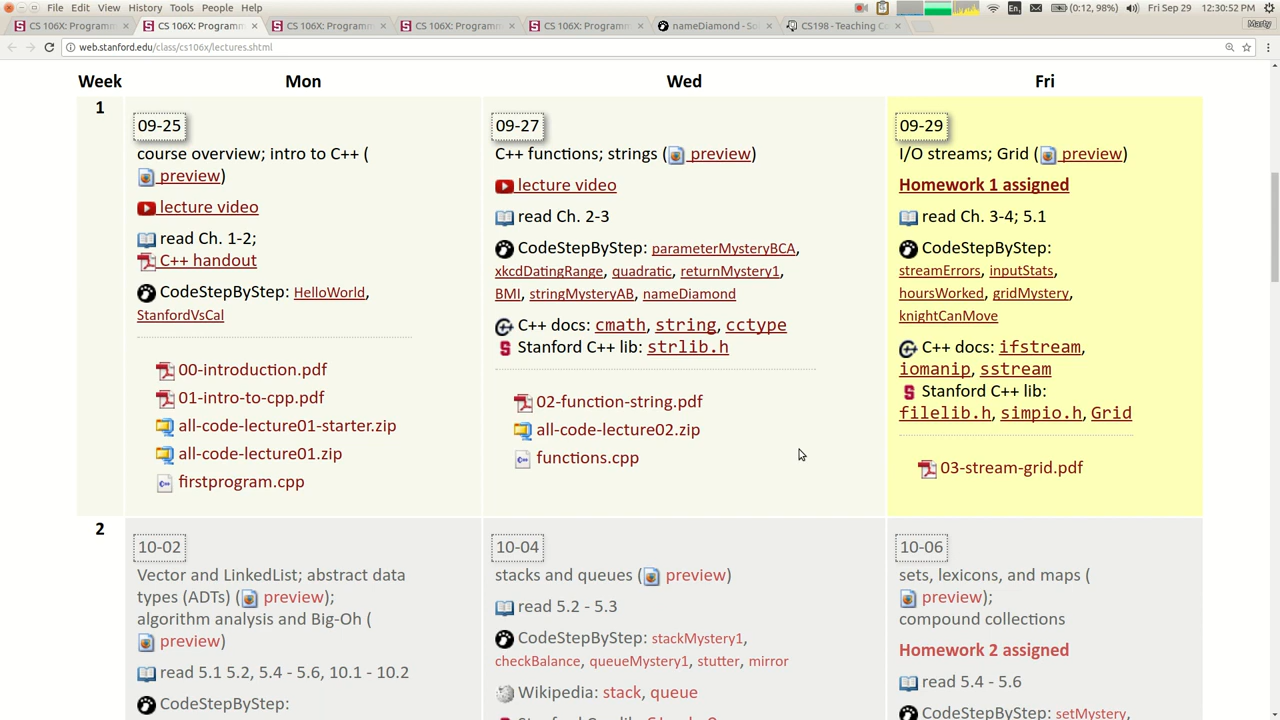 File Edit View History Tools People Help
En
(0:12, 98%)
Fri Sep 29 12:30:52 PM
CS 106X: Programm
CS 106X: Programm
CS 106X: Programm
CS 106X: Programm
CS 106X: Programm
nameDiamond - So
CS198 - Teaching Co
Marty
web.stanford.edu/class/cs106x/lectures.shtml
Week
Mon
Wed
Fri
1
09-25
course overview; intro to C++ (
preview)
lecture video
read Ch. 1-2;
C++ handout
CodeStepByStep: HelloWorld,
StanfordVsCal
00-introduction.pdf
01-intro-to-cpp.pdf
all-code-lecture01-starter.zip
all-code-lecture01.zip
firstprogram.cpp
09-27
C++ functions; strings ( preview)
lecture video
read Ch. 2-3
CodeStepByStep: parameterMysteryBCA,
xkcdDatingRange, quadratic, returnMystery1,
BMI, stringMysteryAB, nameDiamond
C++ docs: cmath, string, cctype
Stanford C++ lib: strlib.h
02-function-string.pdf
all-code-lecture02.zip
functions.cpp
09-29
I/O streams; Grid ( preview)
Homework 1 assigned
read Ch. 3-4; 5.1
CodeStepByStep:
streamErrors, inputStats,
hoursWorked, gridMystery,
knightCanMove
C++ docs: ifstream,
iomanip, sstream
Stanford C++ lib:
filelib.h, simpio.h, Grid
03-stream-grid.pdf
2
10-02
Vector and LinkedList; abstract data
types (ADTs) ( preview);
algorithm analysis and Big-Oh (
preview)
read 5.1 5.2, 5.4 - 5.6, 10.1 - 10.2
CodeStepByStep:
10-04
stacks and queues ( preview)
read 5.2 - 5.3
CodeStepByStep: stackMystery1,
checkBalance, queueMystery1, stutter, mirror
Wikipedia: stack, queue
10-06
sets, lexicons, and maps (
preview);
compound collections
Homework 2 assigned
read 5.4 - 5.6
CodeStepByStep: setMystery,